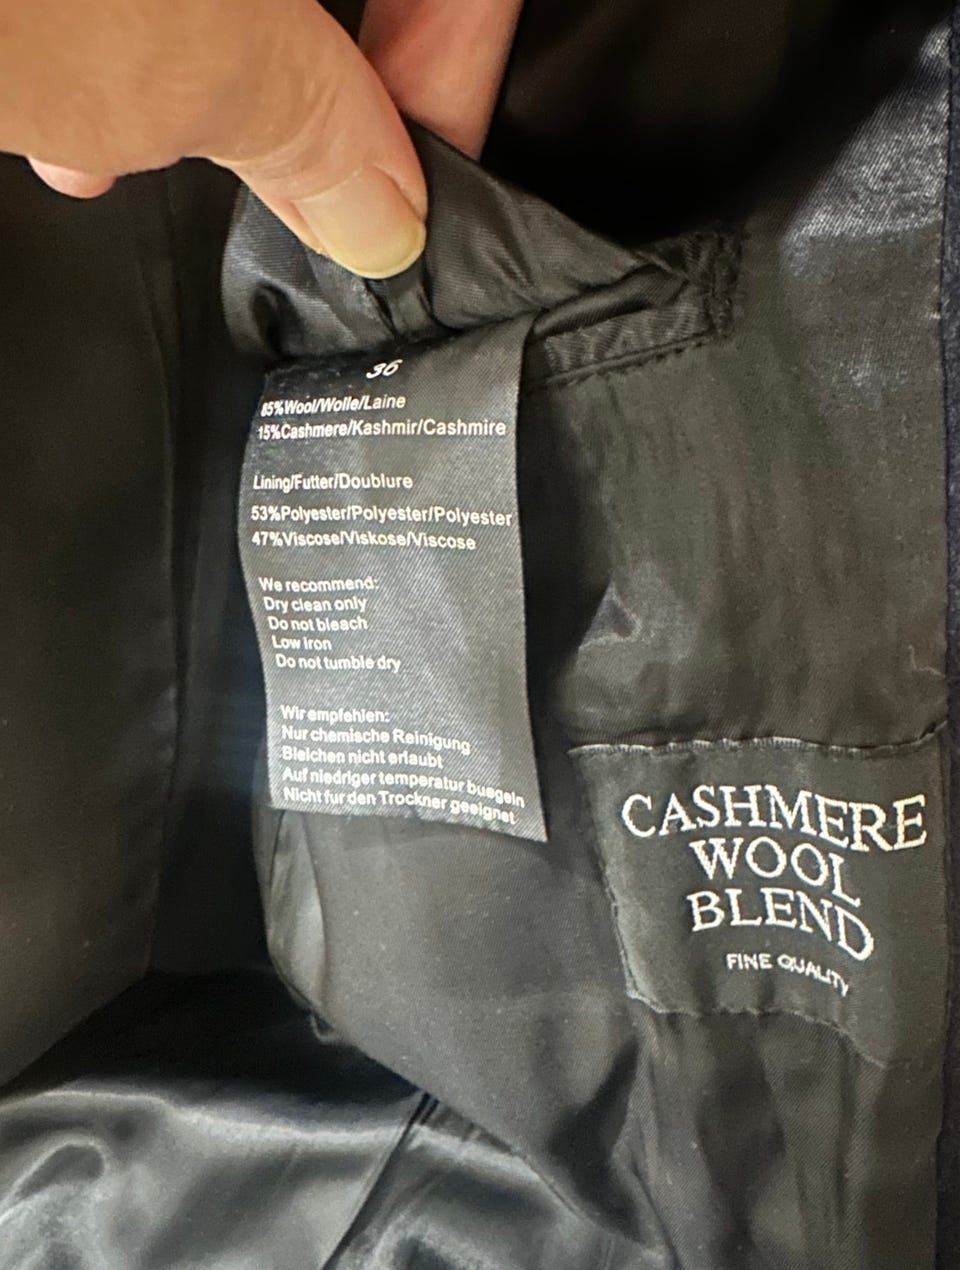 36
85%Wool/Wolle/Laine
15%Cashmere/Kashmir/Cashmire
Lining/Futter/Doublure
53%Polyester/Polyester/Polyester
47%Viscose/Viskose/Viscose
We recommend:
Dry clean only
Do not bleach
Low iron
Do not tumble dry
Wir empfehlen:
Nur chemische Reinigung
Bleichen nicht erlaubt
Auf niedriger temperatur buegeln
Nicht fur den Trockner geeignet
CASHMERE
WOOL
BLEND
FINE QUALITY